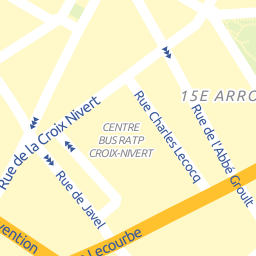 Rue de la Croix Nivert
CENTRE
BUS RATP
CROIX-NIVERT
Rue Charles Lecocq
15E ARRO
Rue de l'Abbé Groult
Rue de Javel
Lecourbe
vention